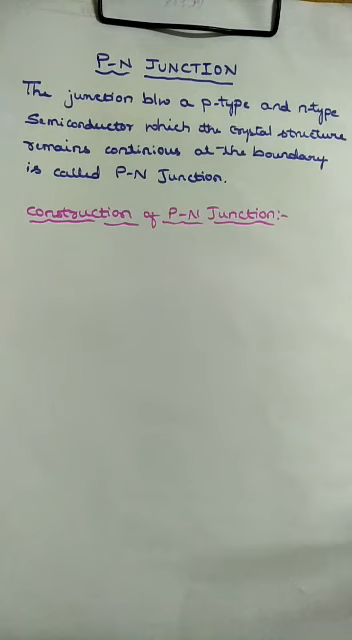 P-N JUNCTION
The junction b/w a p-type and n-type
Semiconductor which the crystal structure
remains continious at the boundary
is called P-N Junction.
Construction of P-N Junction:-